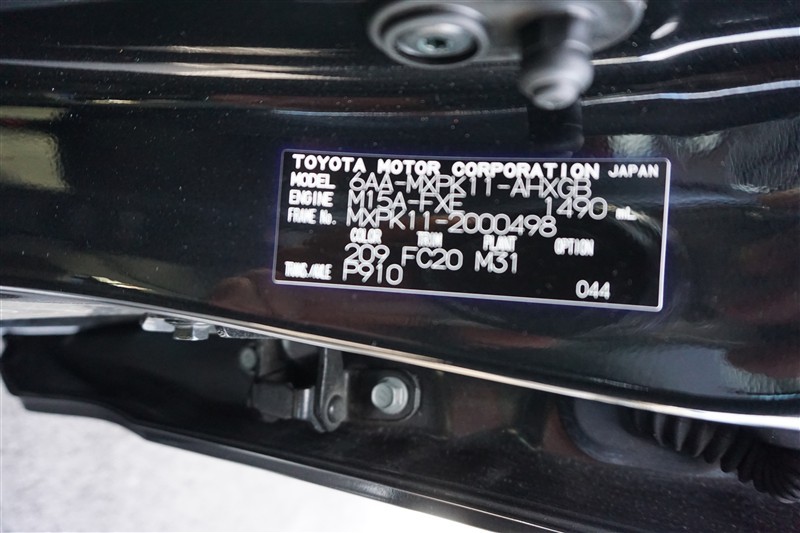 TOYOTA MOTOR CORPORATION JAPAN
MODEL 6AA-MXPK11-AHXGB
ENGINE M15A-FXE 1490 mL
FRAME No. MXPK11-2000498
COLOR TRIM PLANT OPTION
209 FC20 M31
TRANS./AXLE P910
044